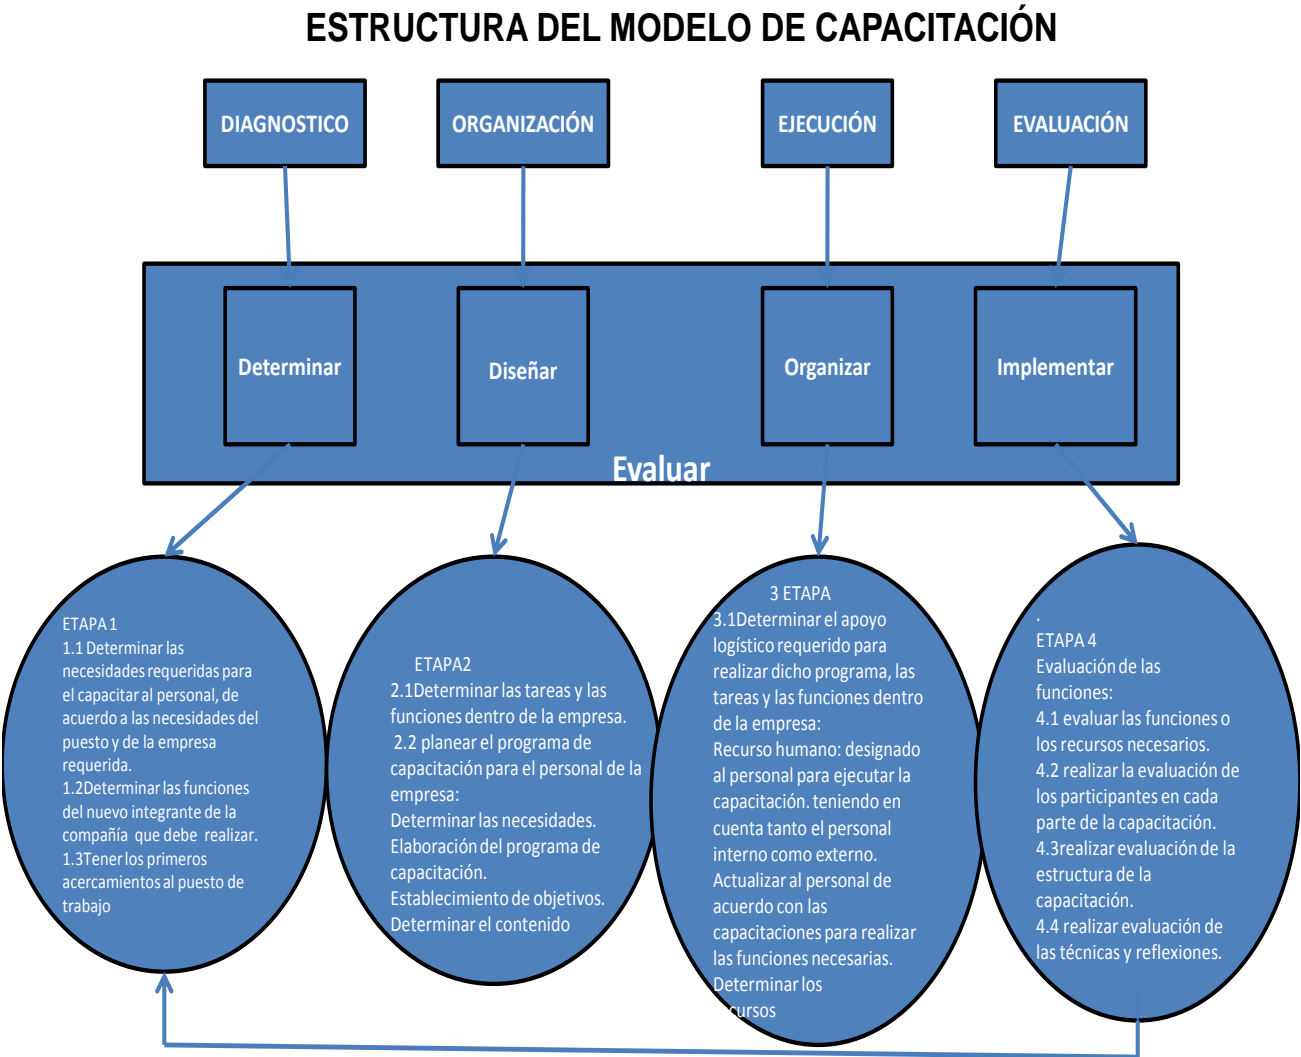 ESTRUCTURA DEL MODELO DE CAPACITACIÓN
DIAGNOSTICO
ORGANIZACIÓN
EJECUCIÓN
EVALUACIÓN
Determinar
Diseñar
Organizar
Implementar
Evaluar
ETAPA 1
1.1 Determinar las
necesidades requeridas para
el capacitar al personal, de
acuerdo a las necesidades del
puesto y de la empresa
requerida.
1.2Determinar las funciones
del nuevo integrante de la
compañía que debe realizar.
1.3Tener los primeros
acercamientos al puesto de
trabajo
ETAPA2
2.1Determinar las tareas y las
funciones dentro de la empresa.
2.2 planear el programa de
capacitación para el personal de la
empresa:
Determinar las necesidades.
Elaboración del programa de
capacitación.
Establecimiento de objetivos.
Determinar el contenido
3 ETAPA
3.1Determinar el apoyo
logístico requerido para
realizar dicho programa, las
tareas y las funciones dentro
de la empresa:
Recurso humano: designado
al personal para ejecutar la
capacitación. teniendo en
cuenta tanto el personal
interno como externo.
Actualizar al personal de
acuerdo con las
capacitaciones para realizar
las funciones necesarias.
Determinar los
cursos
.
ETAPA 4
Evaluación de las
funciones:
4.1 evaluar las funciones o
los recursos necesarios.
4.2 realizar la evaluación de
los participantes en cada
parte de la capacitación.
4.3realizar evaluación de la
estructura de la
capacitación.
4.4 realizar evaluación de
las técnicas y reflexiones.